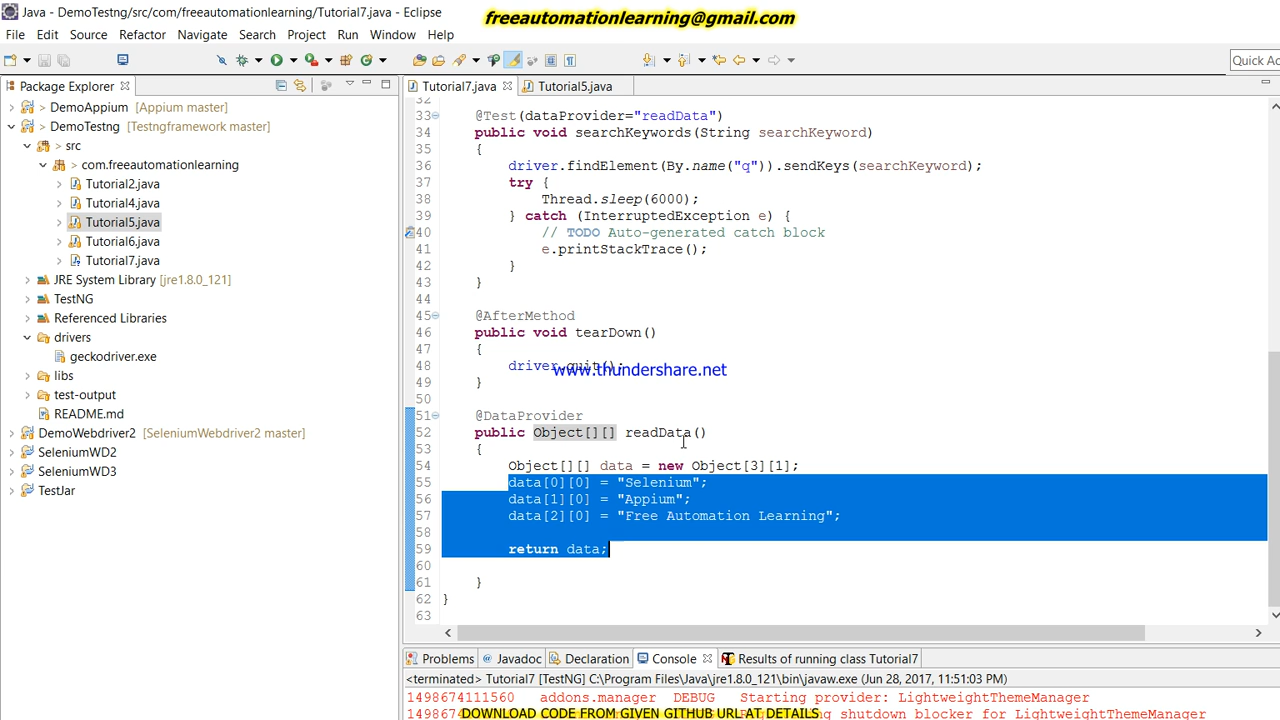 Java - DemoTestng/src/com/freeautomationlearning/Tutorial7.java - Eclipse
freeautomationlearning@gmail.com
File Edit Source Refactor Navigate Search Project Run Window Help
Quick Ac
Package Explorer
DemoAppium [Appium master]
DemoTestng [Testngframework master]
src
com.freeautomationlearning
Tutorial2.java
Tutorial4.java
Tutorial5.java
Tutorial6.java
Tutorial7.java
JRE System Library [jre1.8.0_121]
TestNG
Referenced Libraries
drivers
geckodriver.exe
libs
test-output
README.md
DemoWebdriver2 [SeleniumWebdriver2 master]
SeleniumWD2
SeleniumWD3
TestJar
Tutorial7.java Tutorial5.java
32
33 @Test(dataProvider="readData")
34 public void searchKeywords(String searchKeyword)
35 {
36 driver.findElement(By.name("q")).sendKeys(searchKeyword);
37 try {
38 Thread.sleep(6000);
39 } catch (InterruptedException e) {
40 // TODO Auto-generated catch block
41 e.printStackTrace();
42 }
43 }
44
45 @AfterMethod
46 public void tearDown()
47 {
48 driver.quit();
www.thundershare.net
49 }
50
51 @DataProvider
52 public Object[][] readData()
53 {
54 Object[][] data = new Object[3][1];
55 data[0][0] = "Selenium";
56 data[1][0] = "Appium";
57 data[2][0] = "Free Automation Learning";
58
59 return data;
60
61 }
62 }
63
Problems Javadoc Declaration Console Results of running class Tutorial7
<terminated> Tutorial7 [TestNG] C:\Program Files\Java\jre1.8.0_121\bin\javaw.exe (Jun 28, 2017, 11:51:03 PM)
1498674111560 addons.manager DEBUG Starting provider: LightweightThemeManager
14986741 shutdown blocker for LightweightThemeManager
DOWNLOAD CODE FROM GIVEN GITHUB URL AT DETAILS